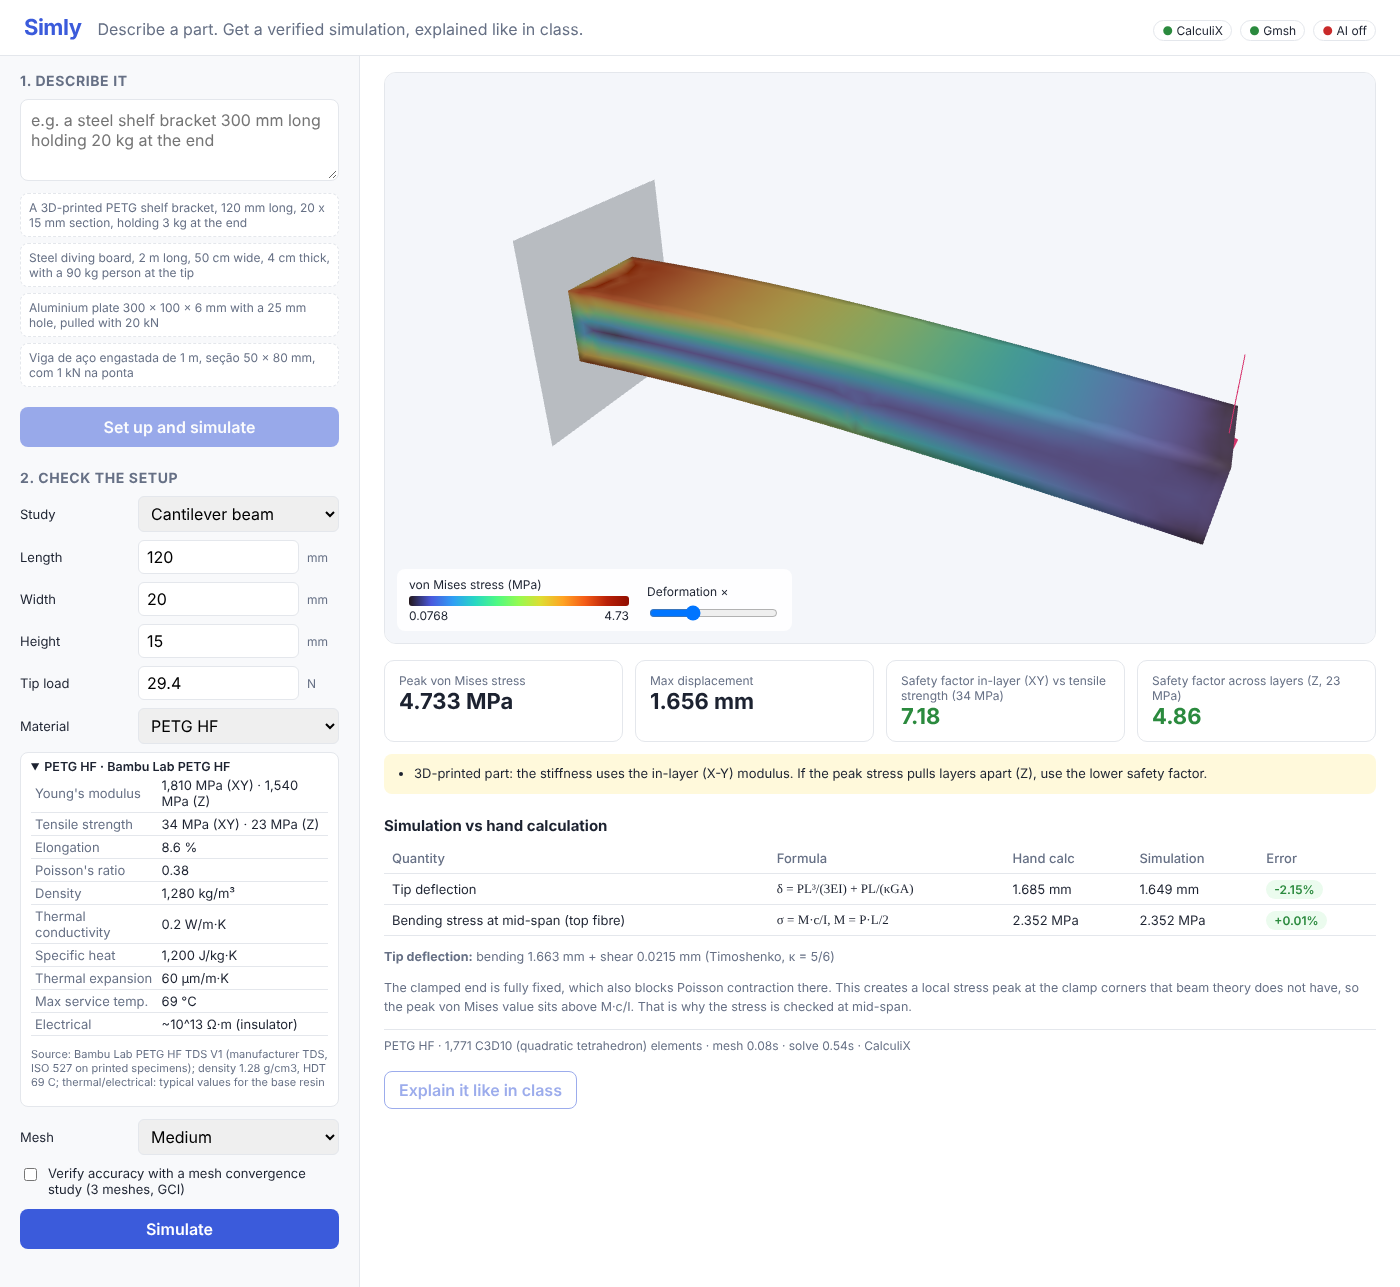 Simly
Describe a part. Get a verified simulation, explained like in class.
CalculiX
Gmsh
AI off
1. DESCRIBE IT
e.g. a steel shelf bracket 300 mm long
holding 20 kg at the end
A 3D-printed PETG shelf bracket, 120 mm long, 20 x
15 mm section, holding 3 kg at the end
Steel diving board, 2 m long, 50 cm wide, 4 cm thick,
with a 90 kg person at the tip
Aluminium plate 300 × 100 × 6 mm with a 25 mm
hole, pulled with 20 kN
Viga de aço engastada de 1 m, seção 50 × 80 mm,
com 1 kN na ponta
Set up and simulate
2. CHECK THE SETUP
Study Cantilever beam
Length 120 mm
Width 20 mm
Height 15 mm
Tip load 29.4 N
Material PETG HF
▼ PETG HF · Bambu Lab PETG HF
Young's modulus 1,810 MPa (XY) · 1,540
MPa (Z)
Tensile strength 34 MPa (XY) · 23 MPa (Z)
Elongation 8.6 %
Poisson's ratio 0.38
Density 1,280 kg/m³
Thermal
conductivity 0.2 W/m·K
Specific heat 1,200 J/kg·K
Thermal expansion 60 µm/m·K
Max service temp. 69 °C
Electrical ~10^13 Ω·m (insulator)
Source: Bambu Lab PETG HF TDS V1 (manufacturer TDS,
ISO 527 on printed specimens); density 1.28 g/cm3, HDT
69 C; thermal/electrical: typical values for the base resin
Mesh Medium
Verify accuracy with a mesh convergence
study (3 meshes, GCI)
Simulate
von Mises stress (MPa)
0.0768 4.73
Deformation ×
Peak von Mises stress
4.733 MPa
Max displacement
1.656 mm
Safety factor in-layer (XY) vs tensile
strength (34 MPa)
7.18
Safety factor across layers (Z, 23
MPa)
4.86
• 3D-printed part: the stiffness uses the in-layer (X-Y) modulus. If the peak stress pulls layers apart (Z), use the lower safety factor.
Simulation vs hand calculation
Quantity Formula Hand calc Simulation Error
Tip deflection δ = PL³/(3EI) + PL/(κGA) 1.685 mm 1.649 mm -2.15%
Bending stress at mid-span (top fibre) σ = M·c/I, M = P·L/2 2.352 MPa 2.352 MPa +0.01%
Tip deflection: bending 1.663 mm + shear 0.0215 mm (Timoshenko, κ = 5/6)
The clamped end is fully fixed, which also blocks Poisson contraction there. This creates a local stress peak at the clamp corners that beam theory does not have, so
the peak von Mises value sits above M·c/I. That is why the stress is checked at mid-span.
PETG HF · 1,771 C3D10 (quadratic tetrahedron) elements · mesh 0.08s · solve 0.54s · CalculiX
Explain it like in class